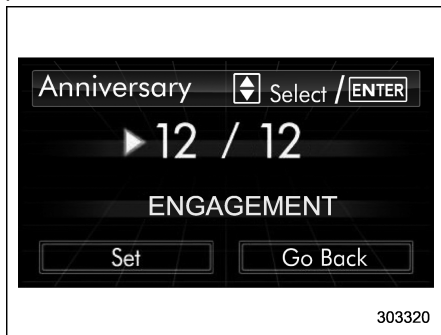 Anniversary Select / ENTER
12 / 12
ENGAGEMENT
Set Go Back
303320